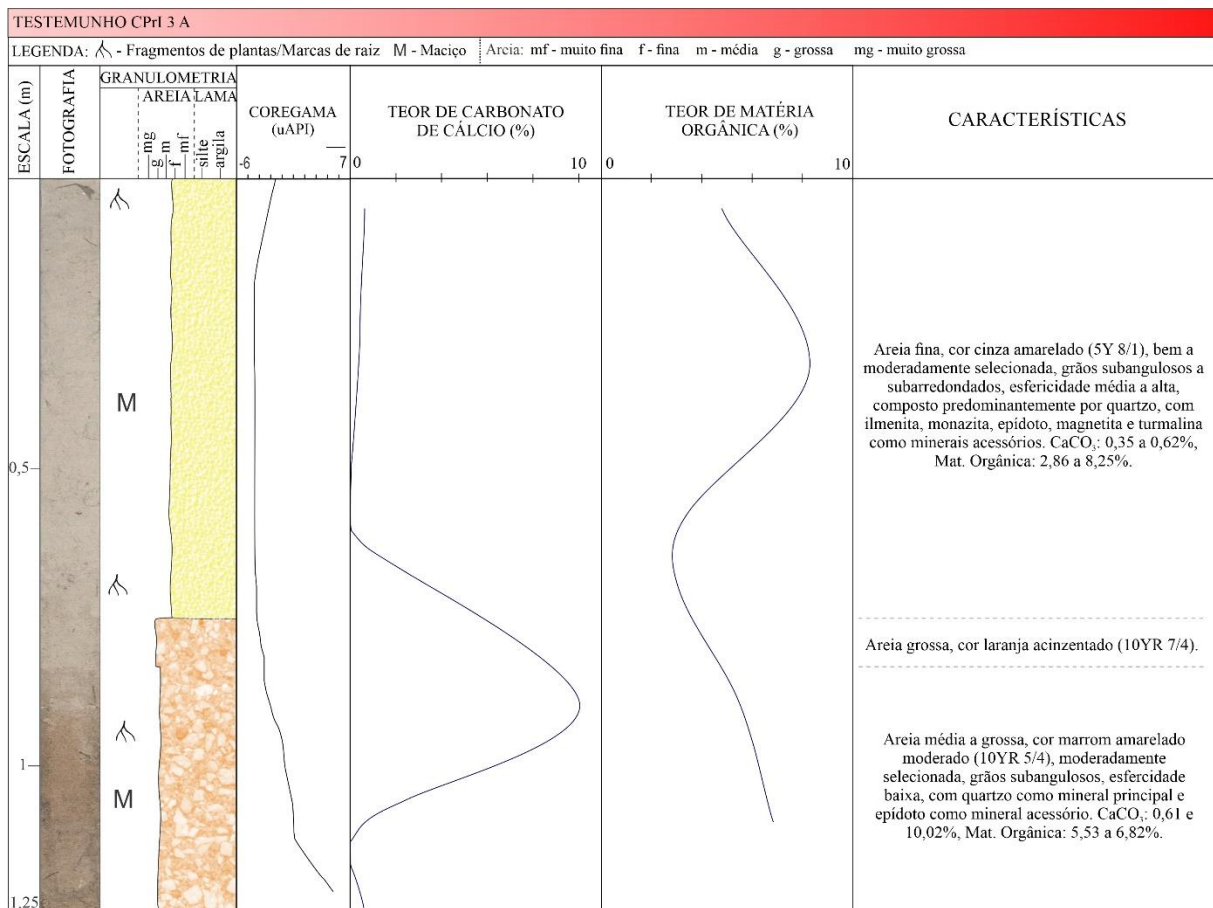 TESTEMUNHO CPrI 3 A
LEGENDA: - Fragmentos de plantas/Marcas de raiz M - Maciço Areia: mf - muito fina f - fina m - média g - grossa mg - muito grossa
ESCALA (m)
FOTOGRAFIA
GRANULOMETRIA
AREIA LAMA
mg
g
m
f
mf
silte
argila
COREGAMA
(uAPI)
-6 7
TEOR DE CARBONATO
DE CÁLCIO (%)
0 10
TEOR DE MATÉRIA
ORGÂNICA (%)
0 10
CARACTERÍSTICAS
M
0,5
1
M
1,25
Areia fina, cor cinza amarelado (5Y 8/1), bem a
moderadamente selecionada, grãos subangulosos a
subarredondados, esfericidade média a alta,
composto predominantemente por quartzo, com
ilmenita, monazita, epídoto, magnetita e turmalina
como minerais acessórios. CaCO₃: 0,35 a 0,62%,
Mat. Orgânica: 2,86 a 8,25%.
Areia grossa, cor laranja acinzentado (10YR 7/4).
Areia média a grossa, cor marrom amarelado
moderado (10YR 5/4), moderadamente
selecionada, grãos subangulosos, esfercidade
baixa, com quartzo como mineral principal e
epídoto como mineral acessório. CaCO₃: 0,61 e
10,02%, Mat. Orgânica: 5,53 a 6,82%.